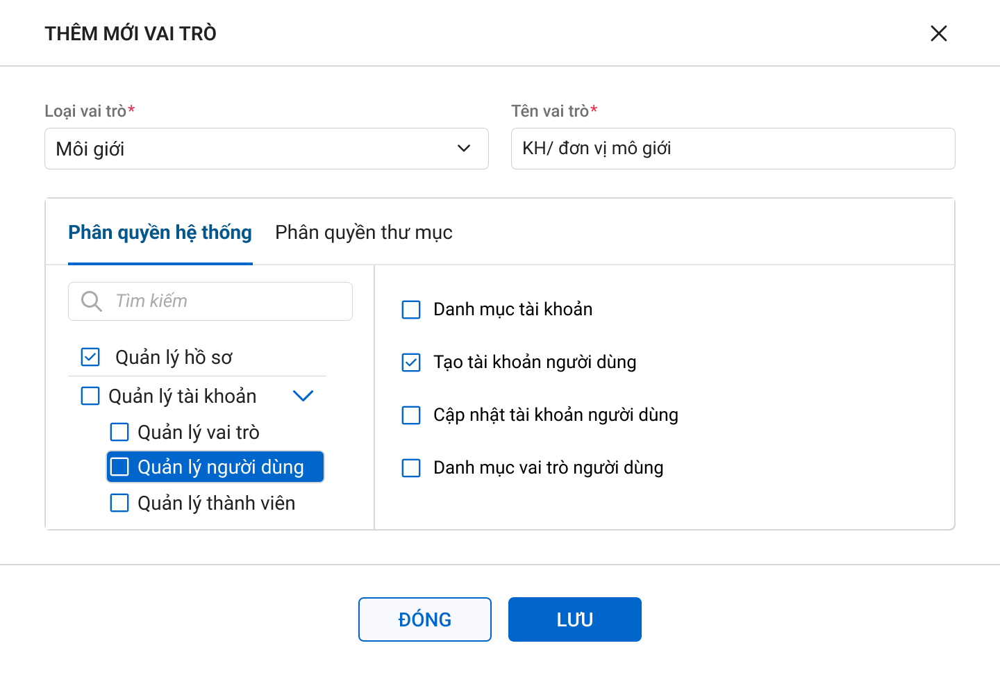 THÊM MỚI VAI TRÒ
Loại vai trò*
Môi giới
Tên vai trò*
KH/ đơn vị mô giới
Phân quyền hệ thống
Phân quyền thư mục
Tìm kiếm
Quản lý hồ sơ
Quản lý tài khoản
Quản lý vai trò
Quản lý người dùng
Quản lý thành viên
Danh mục tài khoản
Tạo tài khoản người dùng
Cập nhật tài khoản người dùng
Danh mục vai trò người dùng
ĐÓNG
LƯU